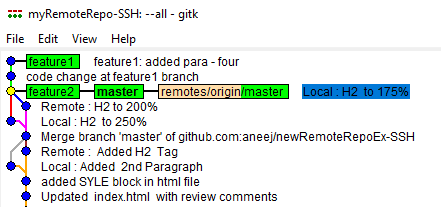 myRemoteRepo-SSH: --all - gitk
File Edit View Help
feature1 feature1: added para - four
code change at feature1 branch
feature2 master remotes/origin/master Local : H2 to 175%
Remote : H2 to 200%
Local : H2 to 250%
Merge branch 'master' of github.com:aneej/newRemoteRepoEx-SSH
Remote : Added H2 Tag
Local : Added 2nd Paragraph
added SYLE block in html file
Updated index.html with review comments